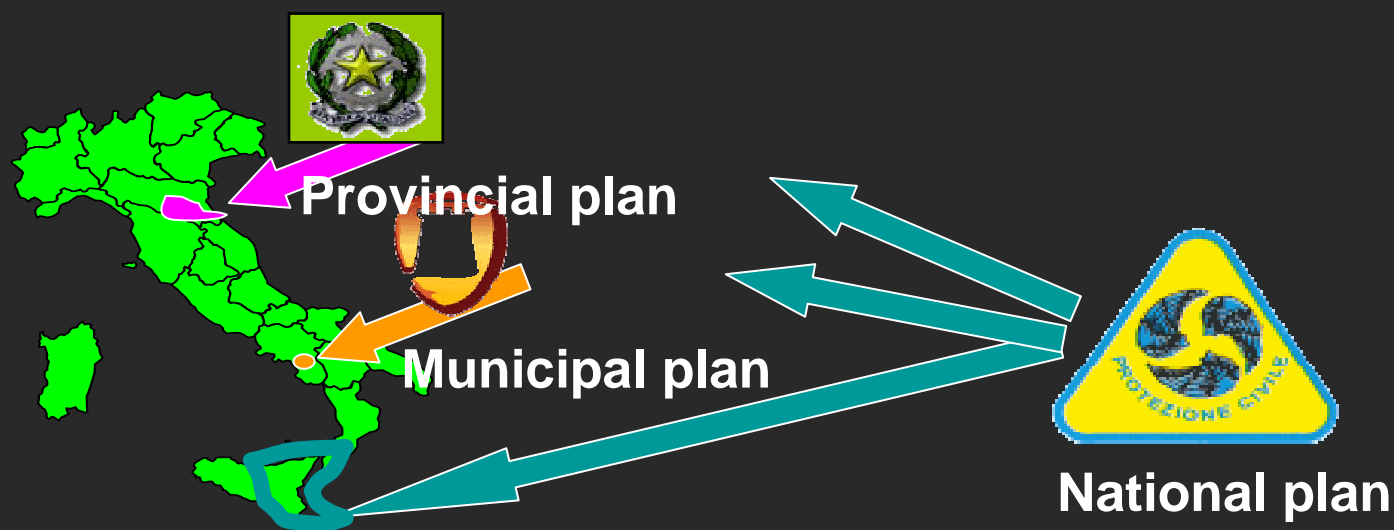 Provincial plan
Municipal plan
PROTEZIONE CIVILE
National plan